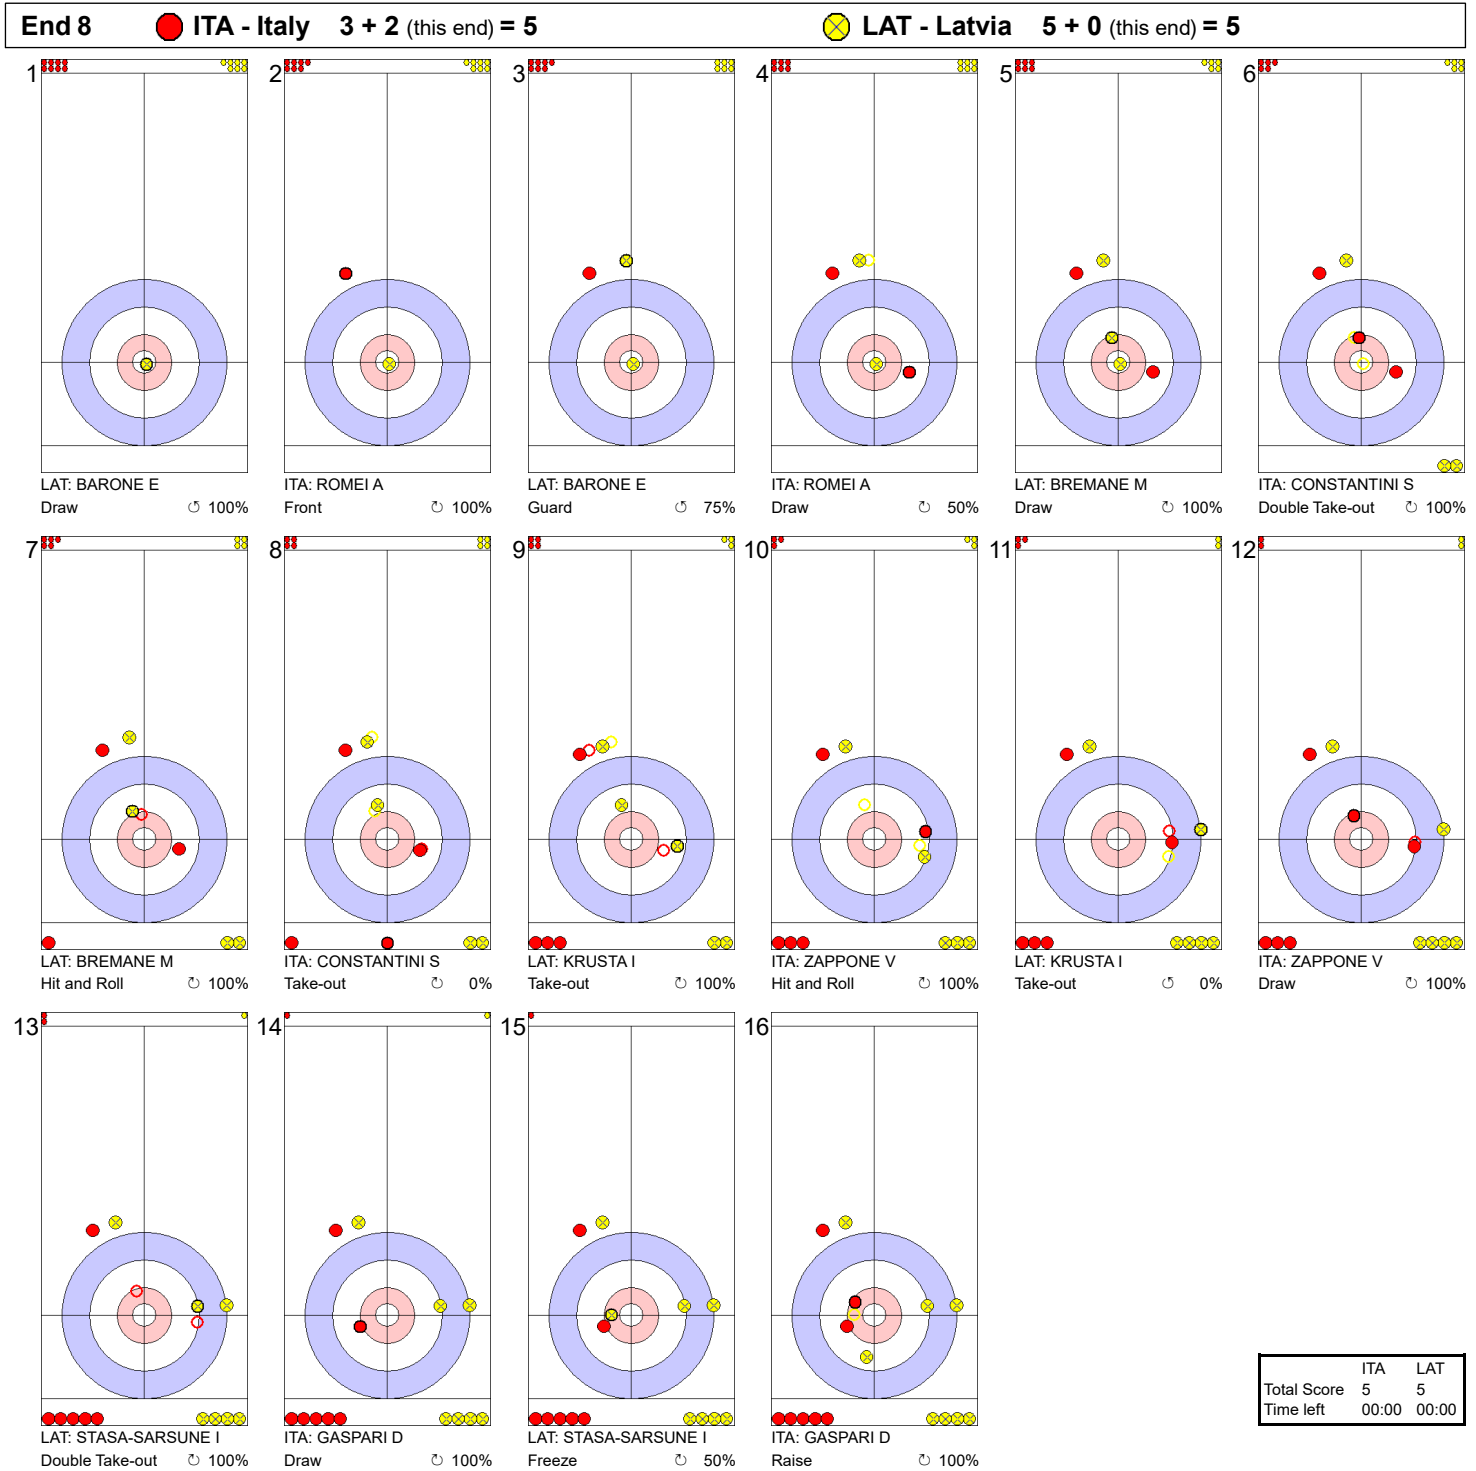 End 8 ITA - Italy 3 + 2 (this end) = 5 LAT - Latvia 5 + 0 (this end) = 5
1 2 3 4 5 6
LAT: BARONE E ITA: ROMEI A LAT: BARONE E ITA: ROMEI A LAT: BREMANE M ITA: CONSTANTINI S
Draw ↺ 100% Front ↻ 100% Guard ↺ 75% Draw ↻ 50% Draw ↻ 100% Double Take-out ↻ 100%
7 8 9 10 11 12
LAT: BREMANE M ITA: CONSTANTINI S LAT: KRUSTA I ITA: ZAPPONE V LAT: KRUSTA I ITA: ZAPPONE V
Hit and Roll ↻ 100% Take-out ↻ 0% Take-out ↻ 100% Hit and Roll ↻ 100% Take-out ↺ 0% Draw ↻ 100%
13 14 15 16
LAT: STASA-SARSUNE I ITA: GASPARI D LAT: STASA-SARSUNE I ITA: GASPARI D
Double Take-out ↻ 100% Draw ↻ 100% Freeze ↻ 50% Raise ↻ 100%
ITA LAT
Total Score 5 5
Time left 00:00 00:00